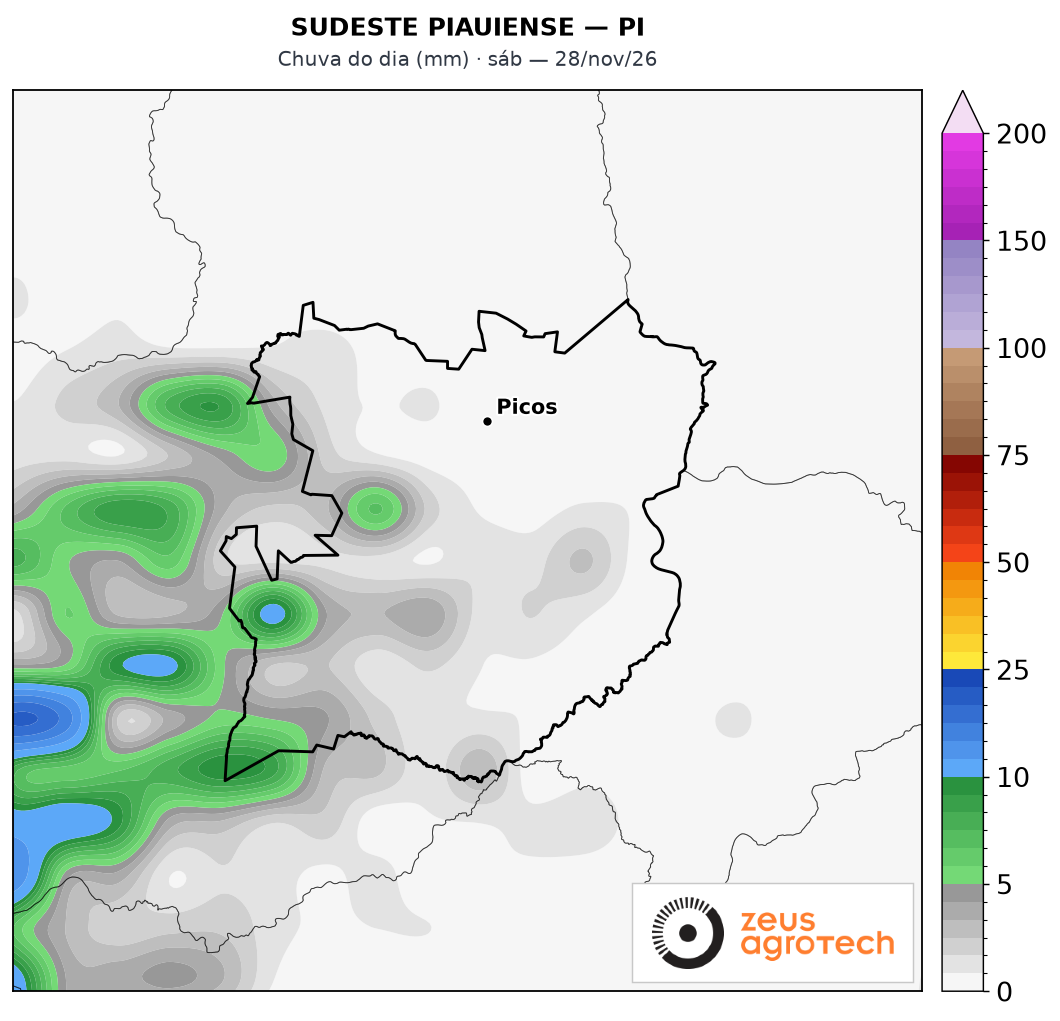 SUDESTE PIAUIENSE — PI
Chuva do dia (mm) · sáb — 28/nov/26
200
150
100
75
50
25
10
5
0
Picos
zeus
agrotech